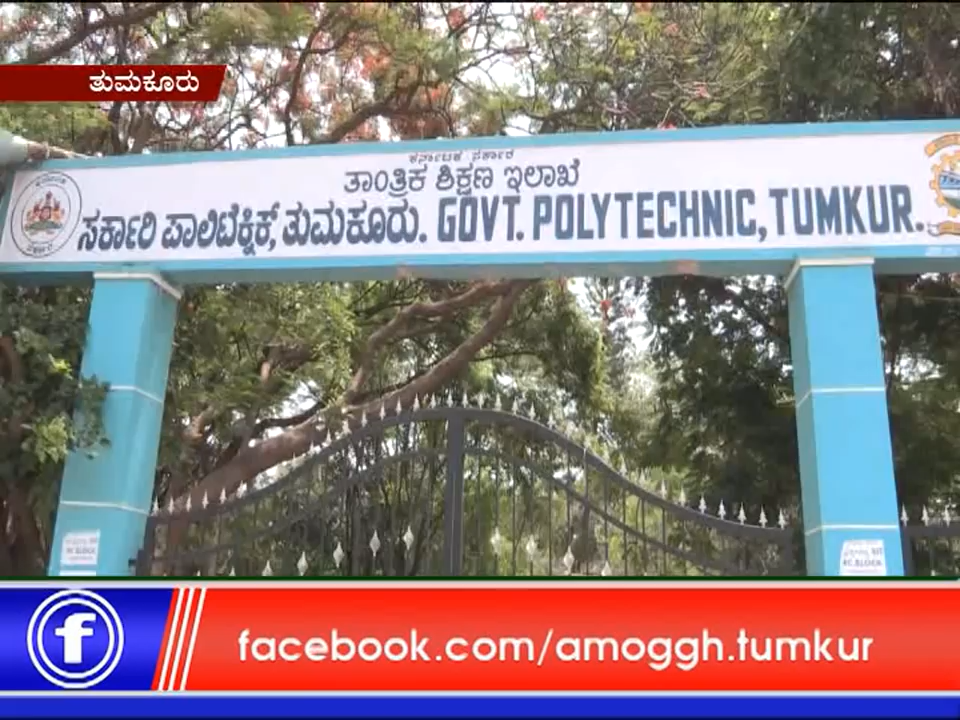 ತುಮಕೂರು
ಕರ್ನಾಟಕ ಸರ್ಕಾರ
ತಾಂತ್ರಿಕ ಶಿಕ್ಷಣ ಇಲಾಖೆ
ಸರ್ಕಾರಿ ಪಾಲಿಟೆಕ್ನಿಕ್, ತುಮಕೂರು. GOVT. POLYTECHNIC, TUMKUR.
facebook.com/amoggh.tumkur